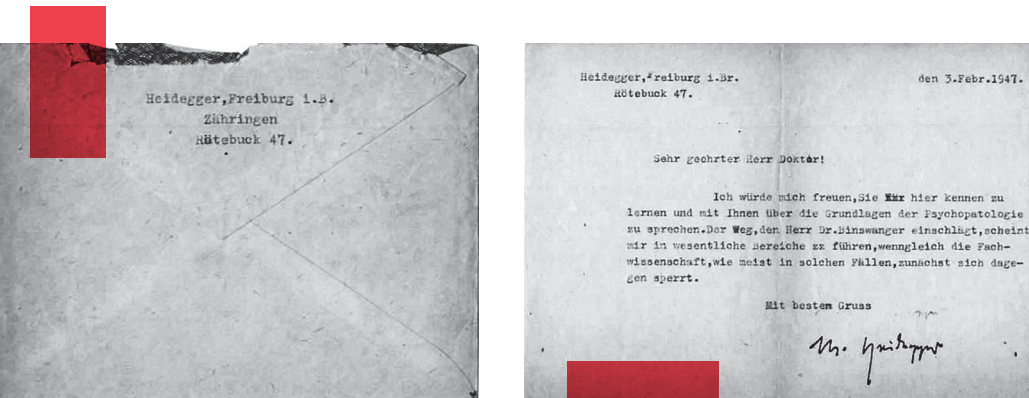 Heidegger,Freiburg i.B.
Zähringen
Rötebuck 47.
Heidegger,Freiburg i.Br.
Rötebuck 47.
den 3.Febr.1947.
Sehr geehrter Herr Doktor!
Ich würde mich freuen,Sie hier kennen zu
lernen und mit Ihnen über die Grundlagen der Psychopatologie
zu sprechen.Der Weg,den Herr Dr.Binswanger einschlägt,scheint
mir in wesentliche Bereiche zz führen,wenngleich die Fach-
wissenschaft,wie meist in solchen Fällen,zunächst sich dage-
gen sperrt.
Mit bestem Gruss
M. Heidegger